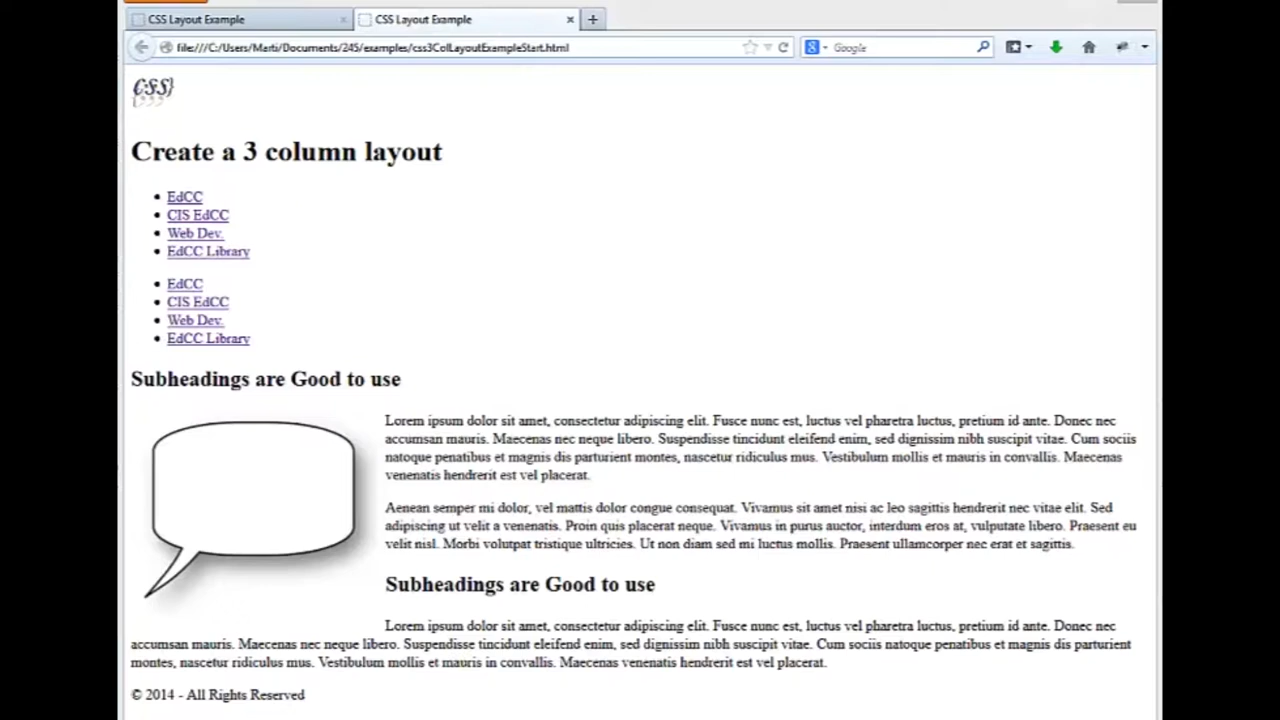 CSS Layout Example
CSS Layout Example
file:///C:/Users/Marti/Documents/245/examples/css3ColLayoutExampleStart.html
Google
CSS}
Create a 3 column layout
EdCC
CIS EdCC
Web Dev.
EdCC Library
EdCC
CIS EdCC
Web Dev.
EdCC Library
Subheadings are Good to use
Lorem ipsum dolor sit amet, consectetur adipiscing elit. Fusce nunc est, luctus vel pharetra luctus, pretium id ante. Donec nec
accumsan mauris. Maecenas nec neque libero. Suspendisse tincidunt eleifend enim, sed dignissim nibh suscipit vitae. Cum sociis
natoque penatibus et magnis dis parturient montes, nascetur ridiculus mus. Vestibulum mollis et mauris in convallis. Maecenas
venenatis hendrerit est vel placerat.
Aenean semper mi dolor, vel mattis dolor congue consequat. Vivamus sit amet nisi ac leo sagittis hendrerit nec vitae elit. Sed
adipiscing ut velit a venenatis. Proin quis placerat neque. Vivamus in purus auctor, interdum eros at, vulputate libero. Praesent eu
velit nisl. Morbi volutpat tristique ultricies. Ut non diam sed mi luctus mollis. Praesent ullamcorper nec erat et sagittis.
Subheadings are Good to use
Lorem ipsum dolor sit amet, consectetur adipiscing elit. Fusce nunc est, luctus vel pharetra luctus, pretium id ante. Donec nec
accumsan mauris. Maecenas nec neque libero. Suspendisse tincidunt eleifend enim, sed dignissim nibh suscipit vitae. Cum sociis natoque penatibus et magnis dis parturient
montes, nascetur ridiculus mus. Vestibulum mollis et mauris in convallis. Maecenas venenatis hendrerit est vel placerat.
© 2014 - All Rights Reserved